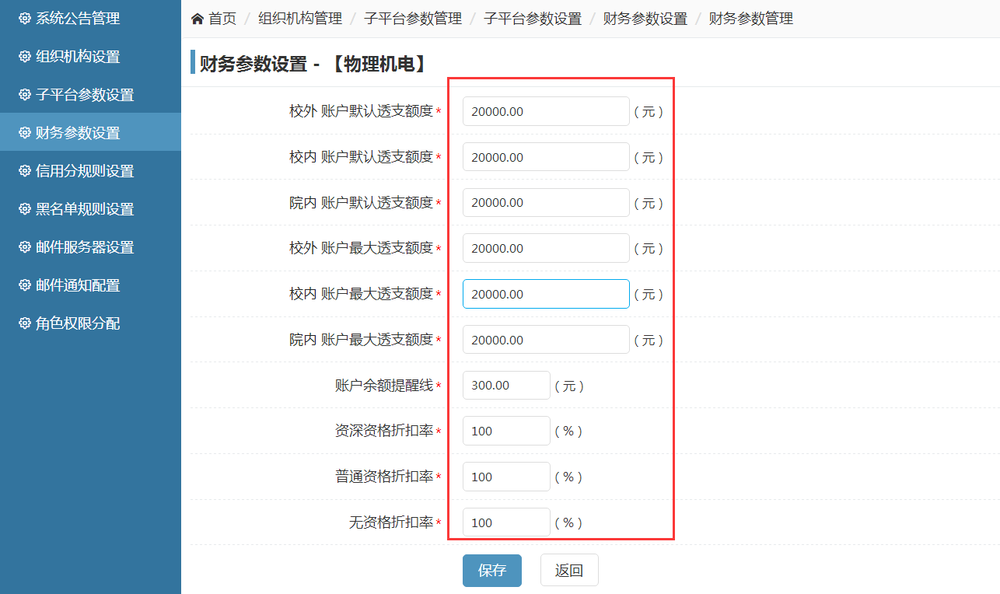 系统公告管理
组织机构设置
子平台参数设置
财务参数设置
信用分规则设置
黑名单规则设置
邮件服务器设置
邮件通知配置
角色权限分配
首页 / 组织机构管理 / 子平台参数管理 / 子平台参数设置 / 财务参数设置 / 财务参数管理
财务参数设置 - 【物理机电】
校外 账户默认透支额度* 20000.00 ( 元 )
校内 账户默认透支额度* 20000.00 ( 元 )
院内 账户默认透支额度* 20000.00 ( 元 )
校外 账户最大透支额度* 20000.00 ( 元 )
校内 账户最大透支额度* 20000.00 ( 元 )
院内 账户最大透支额度* 20000.00 ( 元 )
账户余额提醒线* 300.00 ( 元 )
资深资格折扣率* 100 ( % )
普通资格折扣率* 100 ( % )
无资格折扣率* 100 ( % )
保存 返回